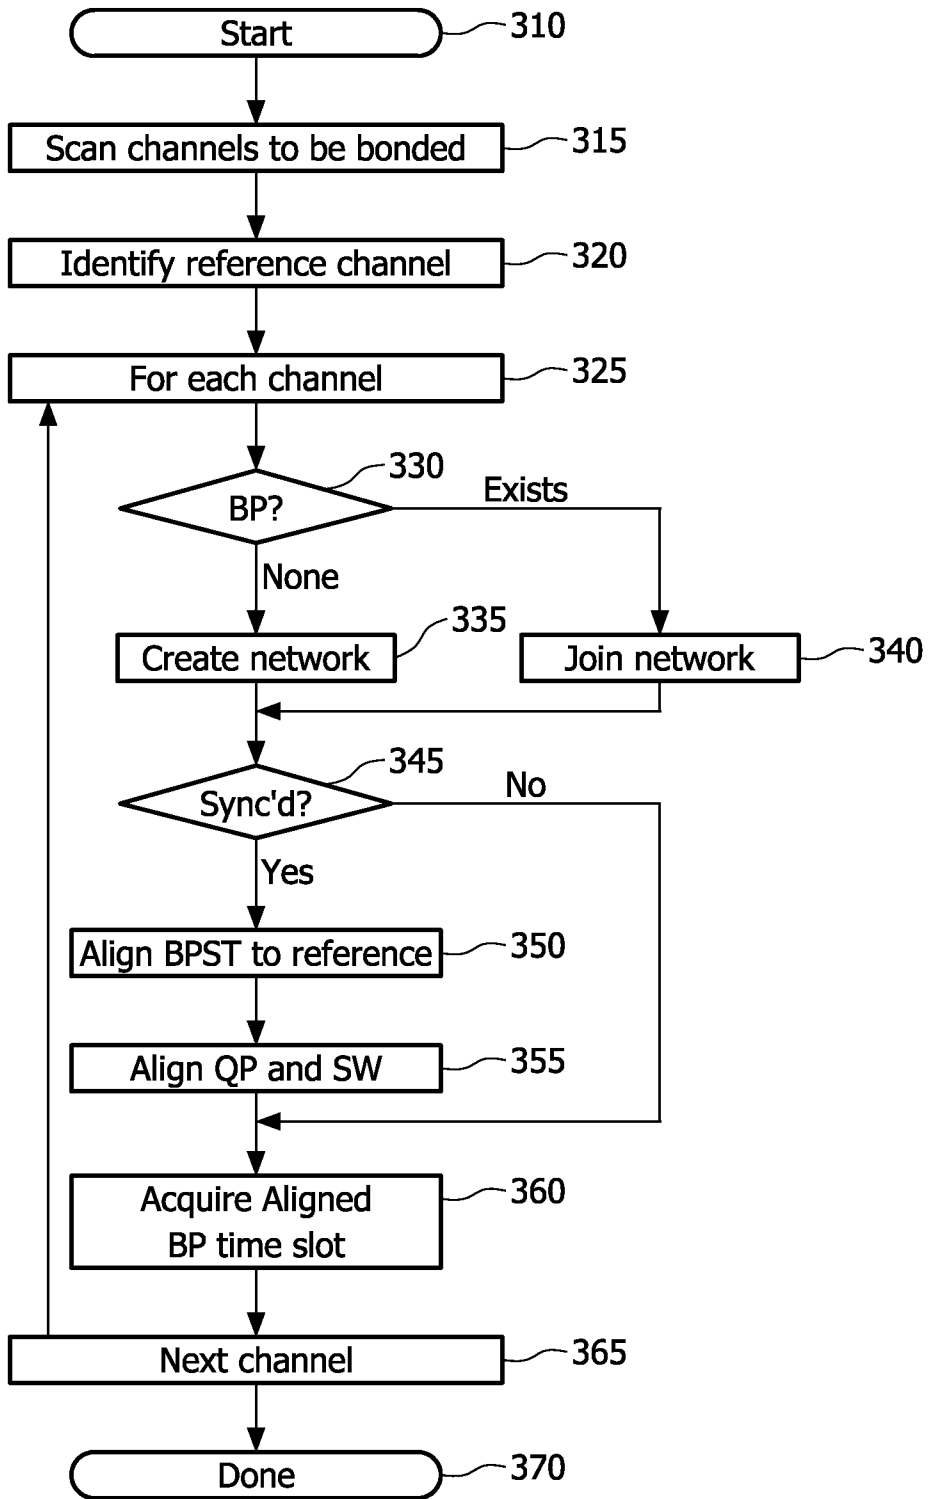 Start
310
Scan channels to be bonded
315
Identify reference channel
320
For each channel
325
330
BP?
Exists
None
335
Create network
Join network
340
345
Sync'd?
No
Yes
Align BPST to reference
350
Align QP and SW
355
Acquire Aligned
BP time slot
360
Next channel
365
Done
370